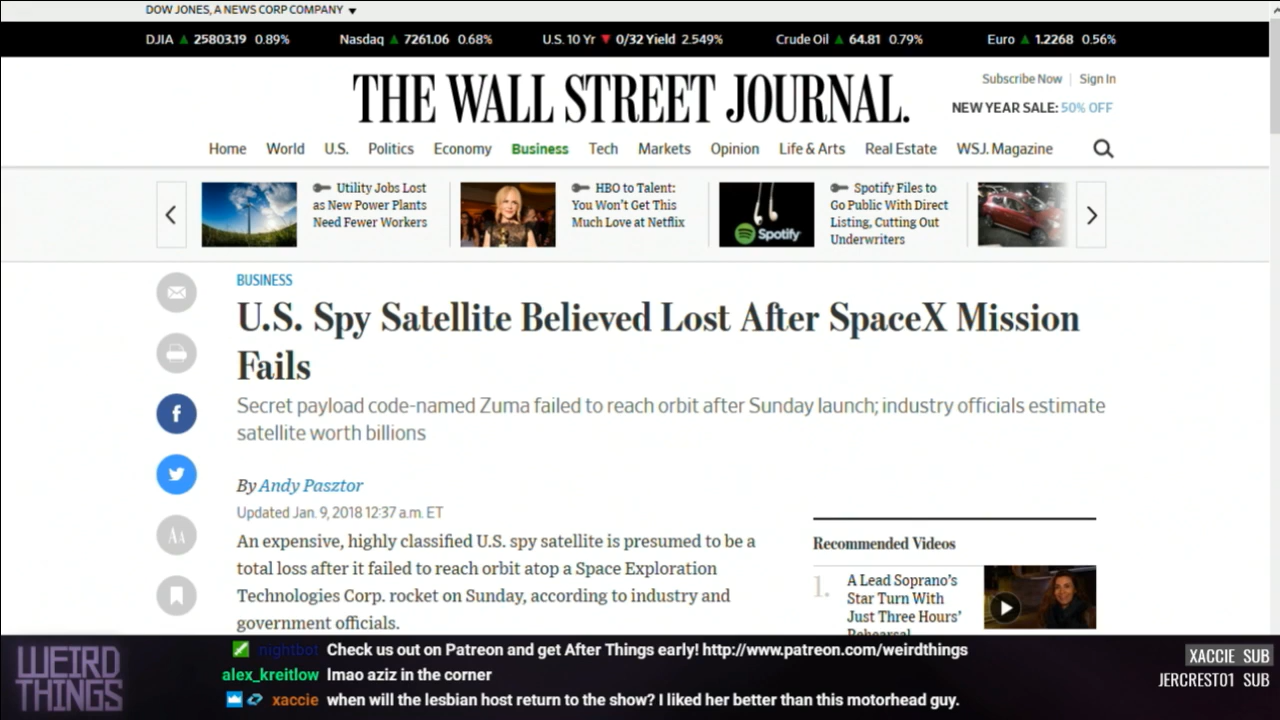 DOW JONES, A NEWS CORP COMPANY ▼
DJIA ▲ 25803.19 0.89% Nasdaq ▲ 7261.06 0.68% U.S. 10 Yr ▼ 0/32 Yield 2.549% Crude Oil ▲ 64.81 0.79% Euro ▲ 1.2268 0.56%
THE WALL STREET JOURNAL.
Subscribe Now | Sign In
NEW YEAR SALE: 50% OFF
Home World U.S. Politics Economy Business Tech Markets Opinion Life & Arts Real Estate WSJ. Magazine
Utility Jobs Lost
as New Power Plants
Need Fewer Workers
HBO to Talent:
You Won't Get This
Much Love at Netflix
Spotify
Spotify Files to
Go Public With Direct
Listing, Cutting Out
Underwriters
BUSINESS
U.S. Spy Satellite Believed Lost After SpaceX Mission
Fails
Secret payload code-named Zuma failed to reach orbit after Sunday launch; industry officials estimate
satellite worth billions
By Andy Pasztor
Updated Jan. 9, 2018 12:37 a.m. ET
An expensive, highly classified U.S. spy satellite is presumed to be a
total loss after it failed to reach orbit atop a Space Exploration
Technologies Corp. rocket on Sunday, according to industry and
government officials.
f
AA
Recommended Videos
1.
A Lead Soprano's
Star Turn With
Just Three Hours'
Rehearsal
WEIRD
THINGS
nightbot Check us out on Patreon and get After Things early! http://www.patreon.com/weirdthings
alex_kreitlow lmao aziz in the corner
xaccie when will the lesbian host return to the show? I liked her better than this motorhead guy.
XACCIE SUB
JERCREST01 SUB